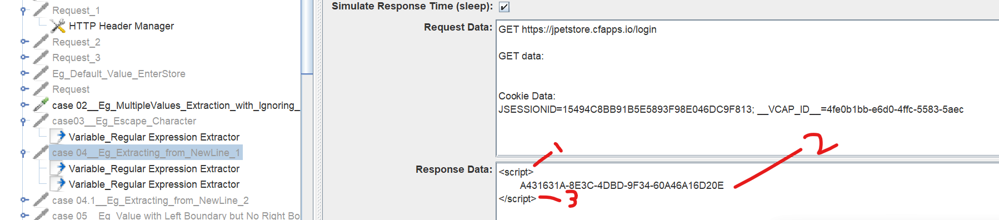 Request_1
HTTP Header Manager
Request_2
Request_3
Eg_Default_Value_EnterStore
Request
case 02__Eg_MultipleValues_Extraction_with_Ignoring_
case03__Eg_Escape_Character
Variable_Regular Expression Extractor
case 04__Eg_Extracting_from_NewLine_1
Variable_Regular Expression Extractor
Variable_Regular Expression Extractor
case 04.1__Eg_Extracting_from_NewLine_2
case 05__Eg_Value with Left Boundary but No Right Bo
Simulate Response Time (sleep):
Request Data:
GET https://jpetstore.cfapps.io/login
GET data:
Cookie Data:
JSESSIONID=15494C8BB91B5E5893F98E046DC9F813; __VCAP_ID__=4fe0b1bb-e6d0-4ffc-5583-5aec
Response Data:
<script>
A431631A-8E3C-4DBD-9F34-60A46A16D20E
</script>
1
2
3